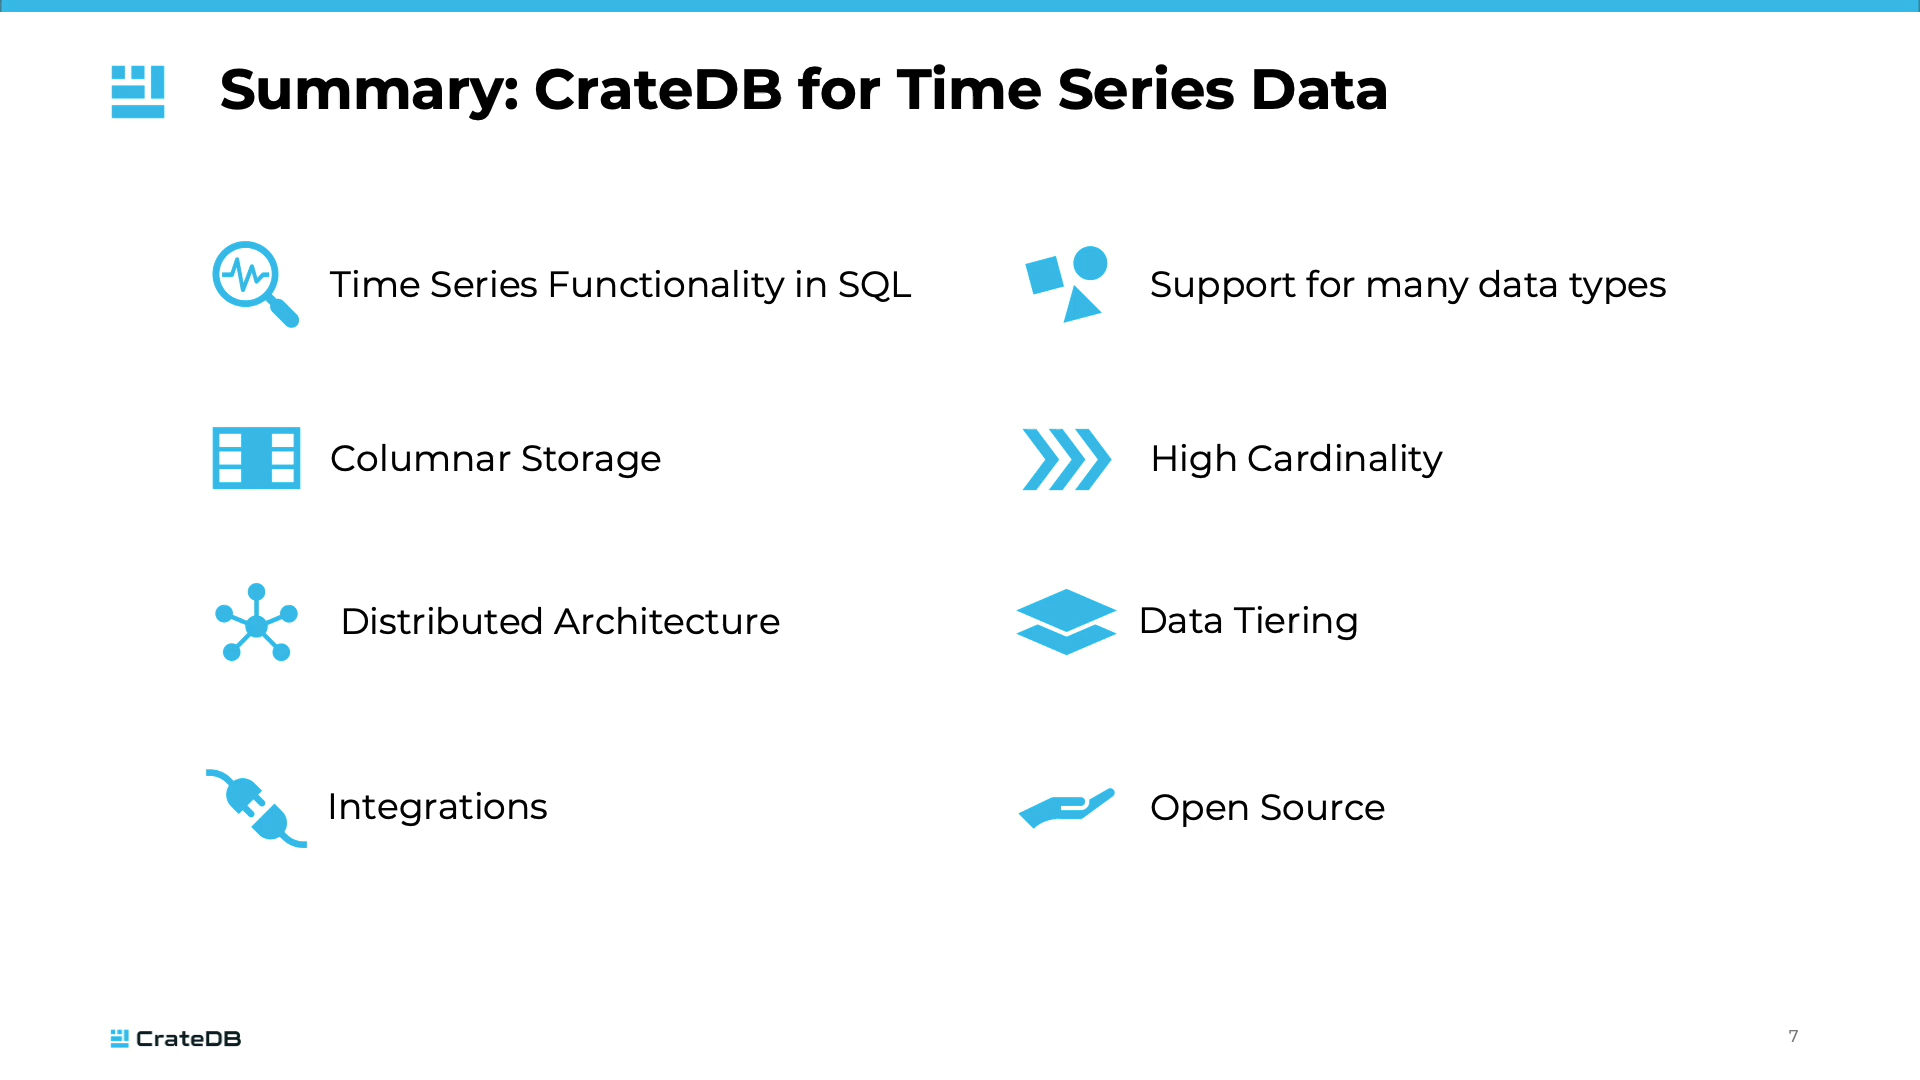 Summary: CrateDB for Time Series Data
Time Series Functionality in SQL
Support for many data types
Columnar Storage
High Cardinality
Distributed Architecture
Data Tiering
Integrations
Open Source
CrateDB
7